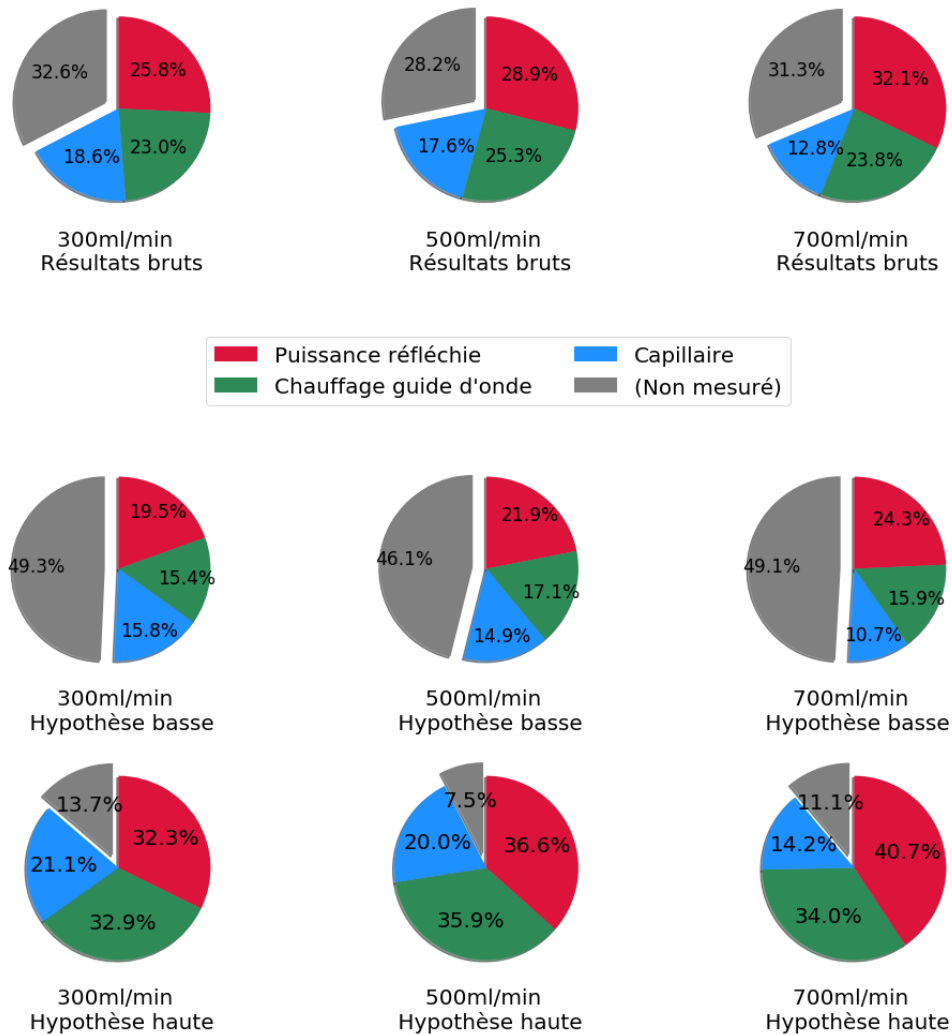 32.6% 25.8%
18.6% 23.0%
300ml/min
Résultats bruts
28.2% 28.9%
17.6% 25.3%
500ml/min
Résultats bruts
31.3% 32.1%
12.8% 23.8%
700ml/min
Résultats bruts
Puissance réfléchie
Chauffage guide d'onde
Capillaire
(Non mesuré)
19.5%
49.3% 15.4%
15.8%
300ml/min
Hypothèse basse
21.9%
46.1% 17.1%
14.9%
500ml/min
Hypothèse basse
24.3%
49.1% 15.9%
10.7%
700ml/min
Hypothèse basse
13.7%
21.1% 32.3%
32.9%
300ml/min
Hypothèse haute
7.5%
20.0% 36.6%
35.9%
500ml/min
Hypothèse haute
11.1%
14.2% 40.7%
34.0%
700ml/min
Hypothèse haute